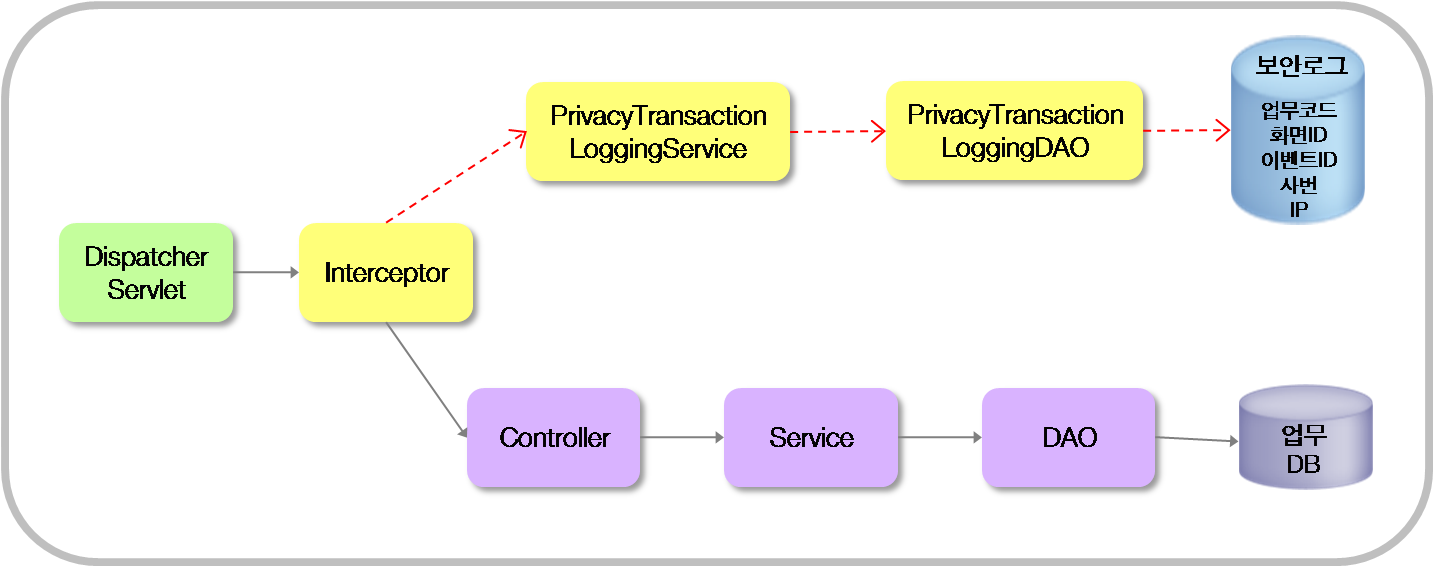 PrivacyTransaction
LoggingService
PrivacyTransaction
LoggingDAO
보안로그
업무코드
화면ID
이벤트ID
사번
IP
Dispatcher
Servlet
Interceptor
Controller
Service
DAO
업무
DB